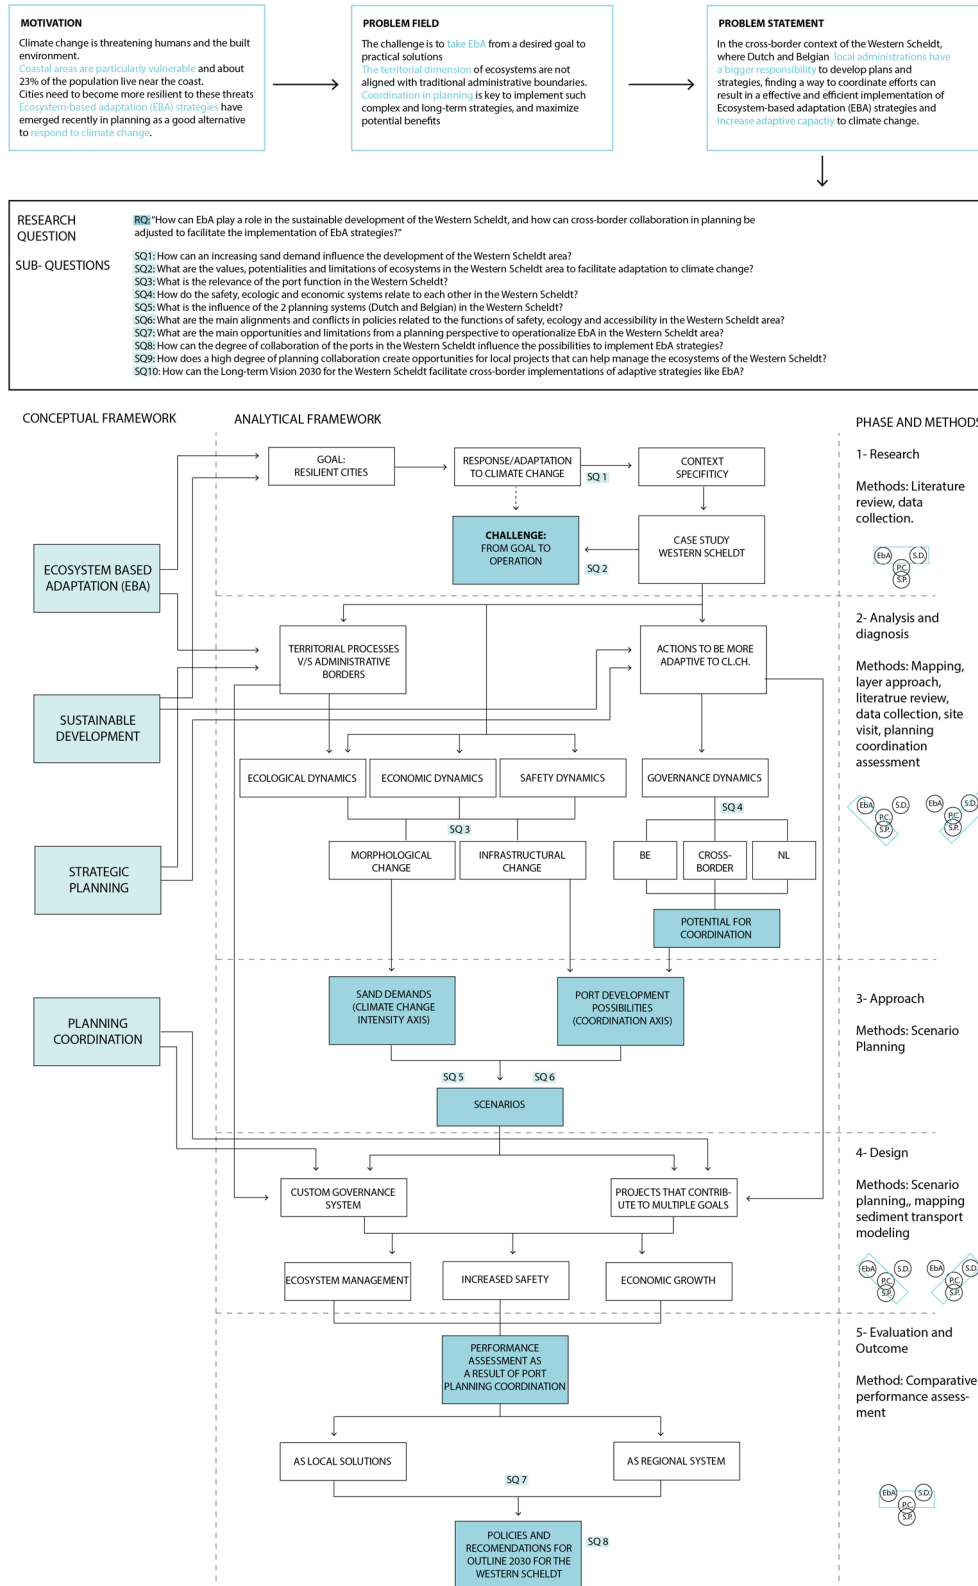 MOTIVATION
Climate change is threatening humans and the built
environment.
Coastal areas are particularly vulnerable and about
23% of the population live near the coast.
Cities need to become more resilient to these threats
Ecosystem-based adaptation (EBA) strategies have
emerged recently in planning as a good alternative
to respond to climate change.
PROBLEM FIELD
The challenge is to take EbA from a desired goal to
practical solutions
The territorial dimension of ecosystems are not
aligned with traditional administrative boundaries.
Coordination in planning is key to implement such
complex and long-term strategies, and maximize
potential benefits
PROBLEM STATEMENT
In the cross-border context of the Western Scheldt,
where Dutch and Belgian local administrations have
a bigger responsibility to develop plans and
strategies, finding a way to coordinate efforts can
result in a effective and efficient implementation of
Ecosystem-based adaptation (EBA) strategies and
increase adaptive capactiy to climate change.
RESEARCH
QUESTION
RQ: "How can EbA play a role in the sustainable development of the Western Scheldt, and how can cross-border collaboration in planning be
adjusted to facilitate the implementation of EbA strategies?"
SUB- QUESTIONS
SQ1: How can an increasing sand demand influence the development of the Western Scheldt area?
SQ2: What are the values, potentialities and limitations of ecosystems in the Western Scheldt area to facilitate adaptation to climate change?
SQ3: What is the relevance of the port function in the Western Scheldt?
SQ4: How do the safety, ecologic and economic systems relate to each other in the Western Scheldt?
SQ5: What is the influence of the 2 planning systems (Dutch and Belgian) in the Western Scheldt?
SQ6: What are the main alignments and conflicts in policies related to the functions of safety, ecology and accessibility in the Western Scheldt area?
SQ7: What are the main opportunities and limitations from a planning perspective to operationalize EbA in the Western Scheldt area?
SQ8: How can the degree of collaboration of the ports in the Western Scheldt influence the possibilities to implement EbA strategies?
SQ9: How does a high degree of planning collaboration create opportunities for local projects that can help manage the ecosystems of the Western Scheldt?
SQ10: How can the Long-term Vision 2030 for the Western Scheldt facilitate cross-border implementations of adaptive strategies like EbA?
CONCEPTUAL FRAMEWORK
ANALYTICAL FRAMEWORK
PHASE AND METHODS
GOAL:
RESILIENT CITIES
RESPONSE/ADAPTATION
TO CLIMATE CHANGE
SQ 1
CONTEXT
SPECIFITICY
CHALLENGE:
FROM GOAL TO
OPERATION
SQ 2
CASE STUDY
WESTERN SCHELDT
1- Research
Methods: Literature
review, data
collection.
EbA
S.D.
P.C.
S.P.
ECOSYSTEM BASED
ADAPTATION (EBA)
SUSTAINABLE
DEVELOPMENT
STRATEGIC
PLANNING
PLANNING
COORDINATION
TERRITORIAL PROCESSES
V/S ADMINISTRATIVE
BORDERS
ACTIONS TO BE MORE
ADAPTIVE TO CL.CH.
ECOLOGICAL DYNAMICS
ECONOMIC DYNAMICS
SAFETY DYNAMICS
GOVERNANCE DYNAMICS
SQ 3
SQ 4
MORPHOLOGICAL
CHANGE
INFRASTRUCTURAL
CHANGE
BE
CROSS-
BORDER
NL
POTENTIAL FOR
COORDINATION
2- Analysis and
diagnosis
Methods: Mapping,
layer approach,
literatrue review,
data collection, site
visit, planning
coordination
assessment
EbA
S.D.
P.C.
S.P.
EbA
S.D.
P.C.
S.P.
SAND DEMANDS
(CLIMATE CHANGE
INTENSITY AXIS)
PORT DEVELOPMENT
POSSIBILITIES
(COORDINATION AXIS)
SQ 5
SQ 6
SCENARIOS
3- Approach
Methods: Scenario
Planning
CUSTOM GOVERNANCE
SYSTEM
PROJECTS THAT CONTRIB-
UTE TO MULTIPLE GOALS
ECOSYSTEM MANAGEMENT
INCREASED SAFETY
ECONOMIC GROWTH
4- Design
Methods: Scenario
planning,, mapping
sediment transport
modeling
EbA
S.D.
P.C.
S.P.
EbA
S.D.
P.C.
S.P.
PERFORMANCE
ASSESSMENT AS
A RESULT OF PORT
PLANNING COORDINATION
AS LOCAL SOLUTIONS
AS REGIONAL SYSTEM
SQ 7
POLICIES AND
RECOMENDATIONS FOR
OUTLINE 2030 FOR THE
WESTERN SCHELDT
SQ 8
5- Evaluation and
Outcome
Method: Comparative
performance assess-
ment
EbA
S.D.
P.C.
S.P.